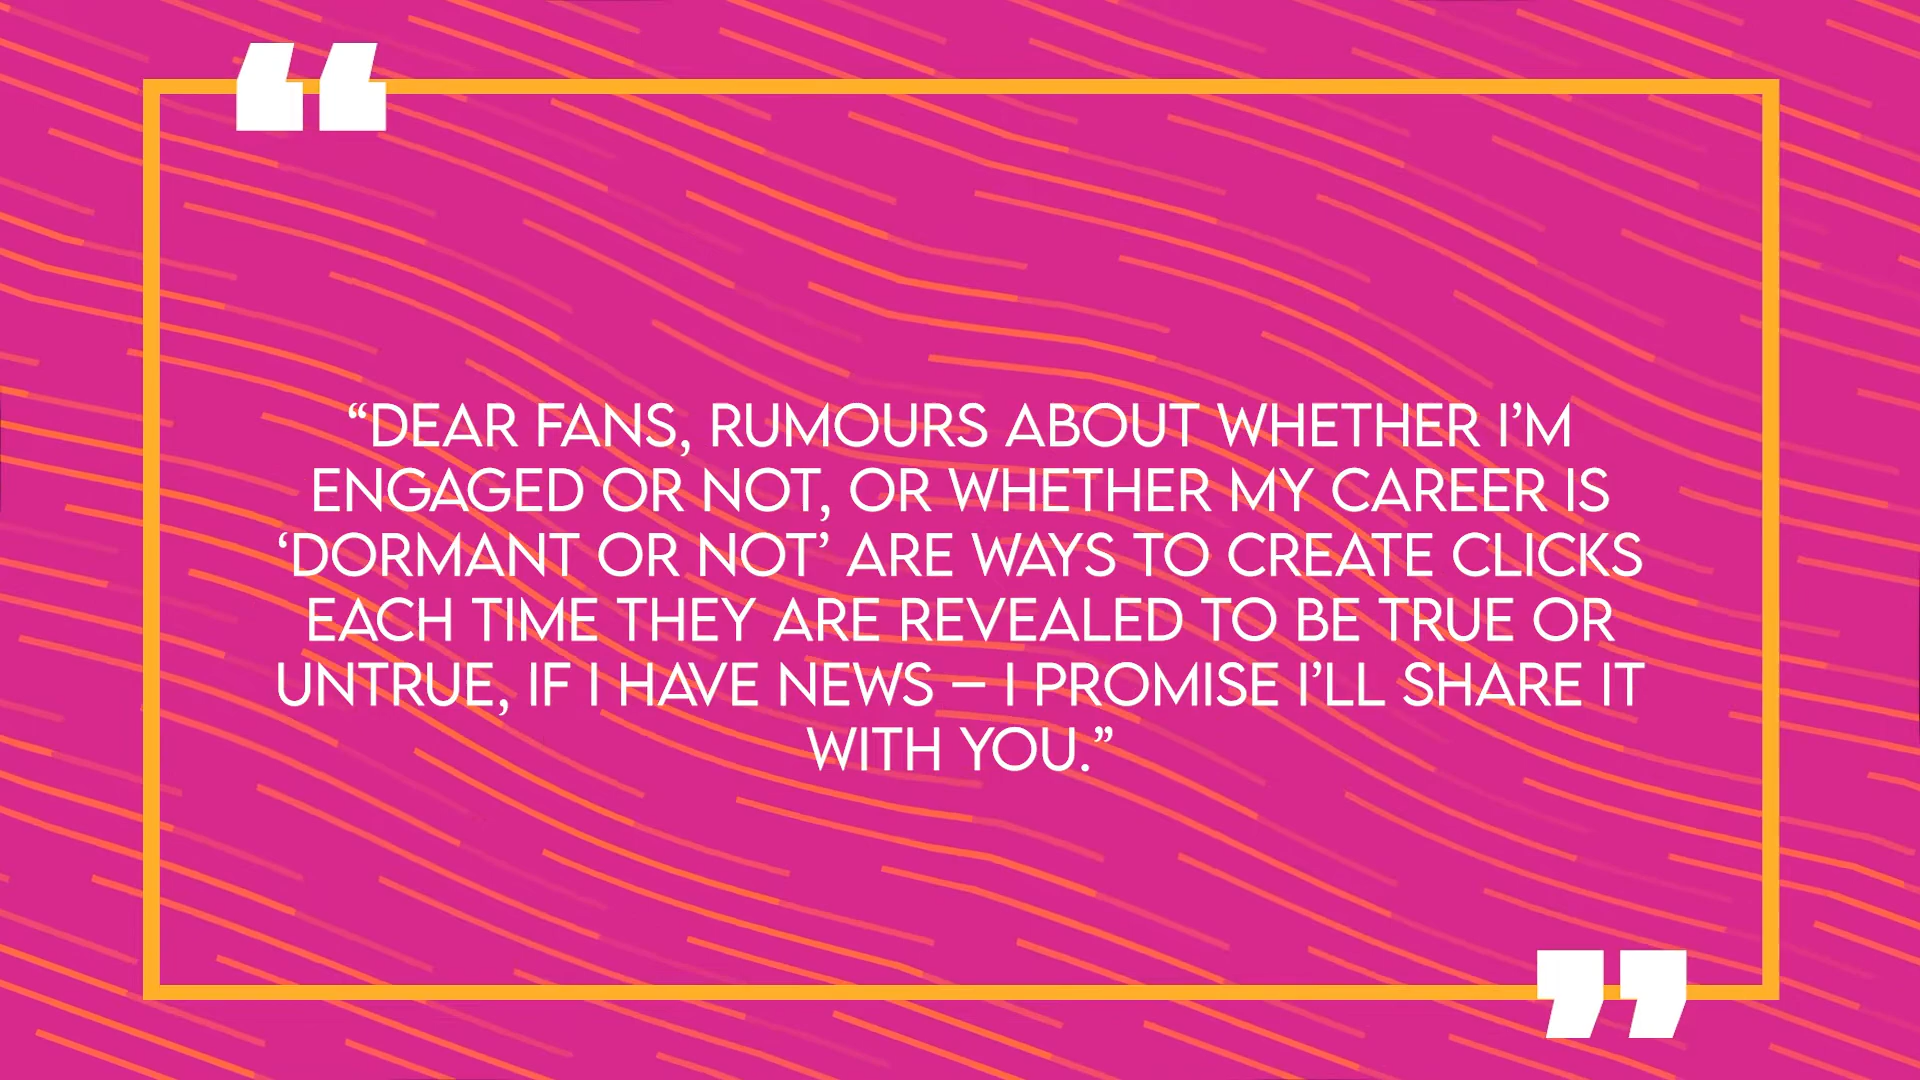 “DEAR FANS, RUMOURS ABOUT WHETHER I’M
ENGAGED OR NOT, OR WHETHER MY CAREER IS
‘DORMANT OR NOT’ ARE WAYS TO CREATE CLICKS
EACH TIME THEY ARE REVEALED TO BE TRUE OR
UNTRUE, IF I HAVE NEWS – I PROMISE I’LL SHARE IT
WITH YOU.”